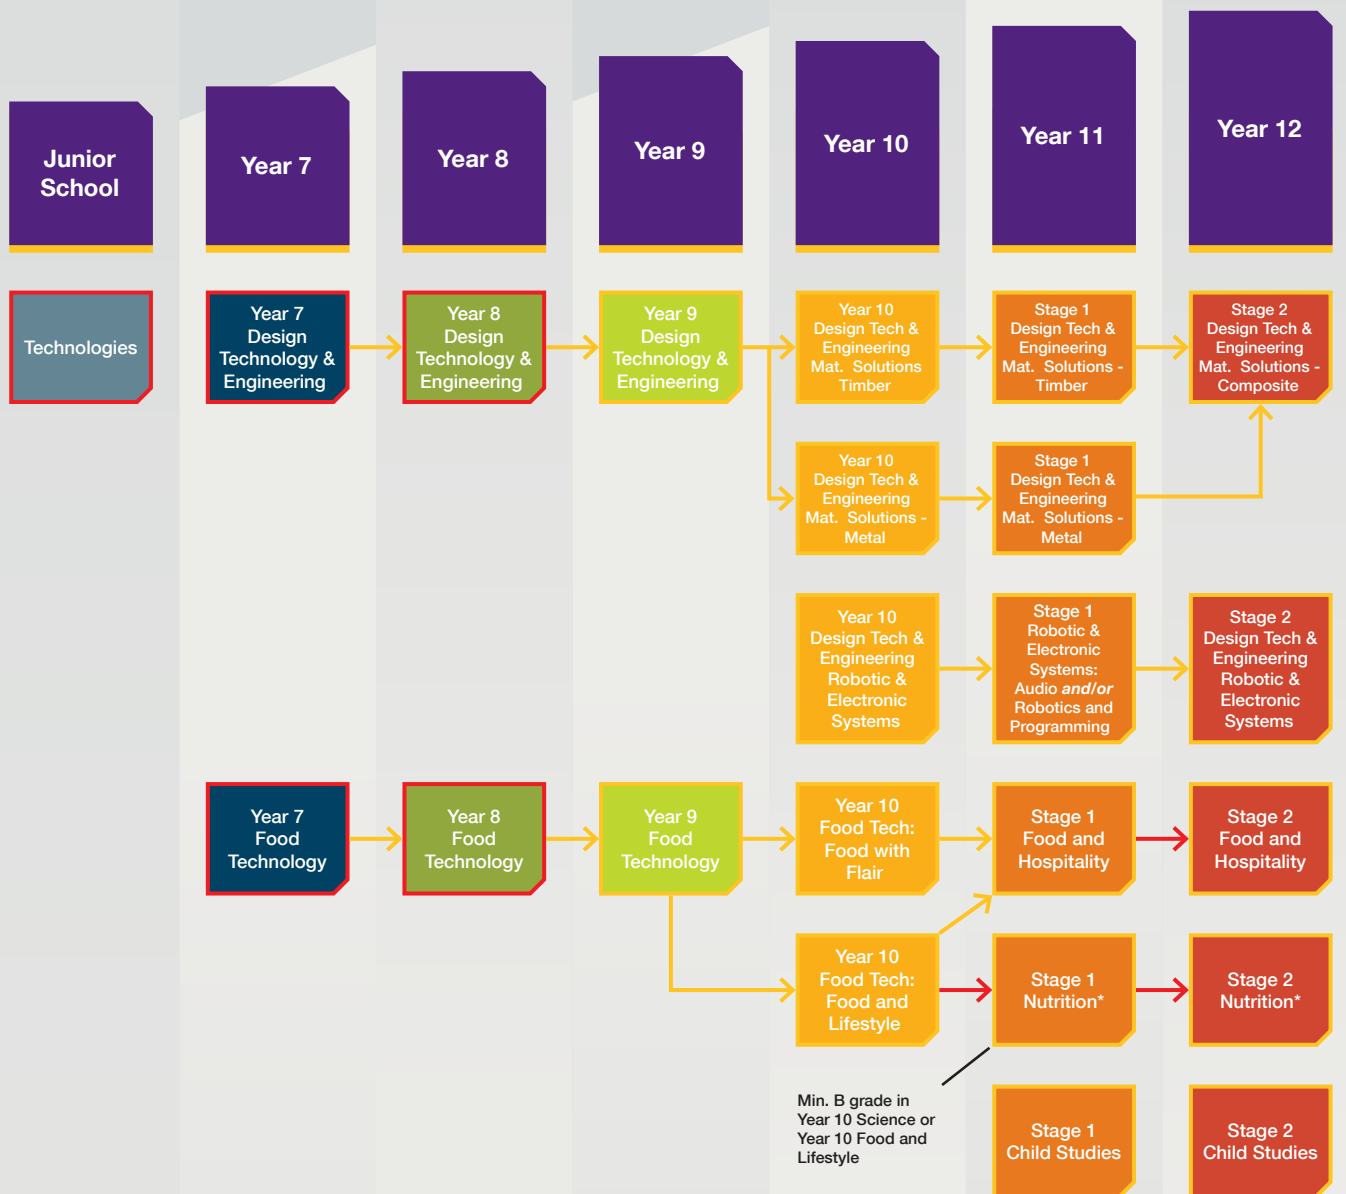 Junior
School
Year 7
Year 8
Year 9
Year 10
Year 11
Year 12
Technologies
Year 7
Design
Technology &
Engineering
Year 8
Design
Technology &
Engineering
Year 9
Design
Technology &
Engineering
Year 10
Design Tech &
Engineering
Mat. Solutions
Timber
Stage 1
Design Tech &
Engineering
Mat. Solutions -
Timber
Stage 2
Design Tech &
Engineering
Mat. Solutions -
Composite
Year 10
Design Tech &
Engineering
Mat. Solutions -
Metal
Stage 1
Design Tech &
Engineering
Mat. Solutions -
Metal
Year 10
Design Tech &
Engineering
Robotic &
Electronic
Systems
Stage 1
Robotic &
Electronic
Systems:
Audio and/or
Robotics and
Programming
Stage 2
Design Tech &
Engineering
Robotic &
Electronic
Systems
Year 7
Food
Technology
Year 8
Food
Technology
Year 9
Food
Technology
Year 10
Food Tech:
Food with
Flair
Stage 1
Food and
Hospitality
Stage 2
Food and
Hospitality
Year 10
Food Tech:
Food and
Lifestyle
Stage 1
Nutrition*
Stage 2
Nutrition*
Min. B grade in
Year 10 Science or
Year 10 Food and
Lifestyle
Stage 1
Child Studies
Stage 2
Child Studies